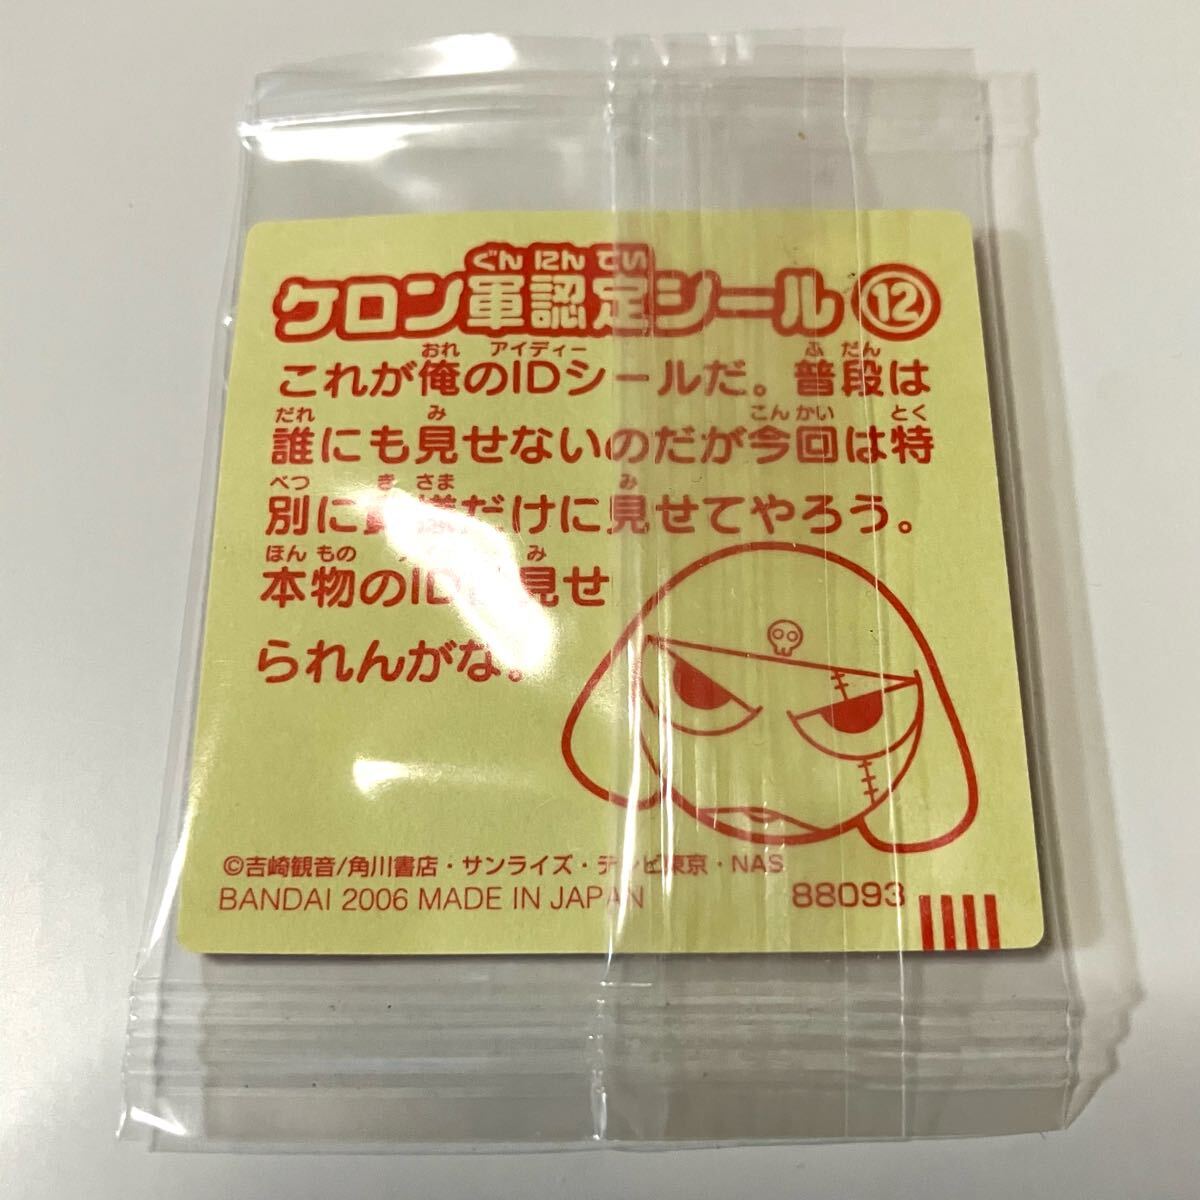 ぐんにんてい
ケロン軍認定シール⑫
おれ アイディー ふだん
これが俺のIDシールだ。普段は
だれ み こんかい とく
誰にも見せないのだが今回は特
べつ き さま み
別に貴様だけに見せてやろう。
ほんもの み
本物のIDは見せ
られんがな。
©吉崎観音/角川書店・サンライズ・テレビ東京・NAS
BANDAI 2006 MADE IN JAPAN 88093